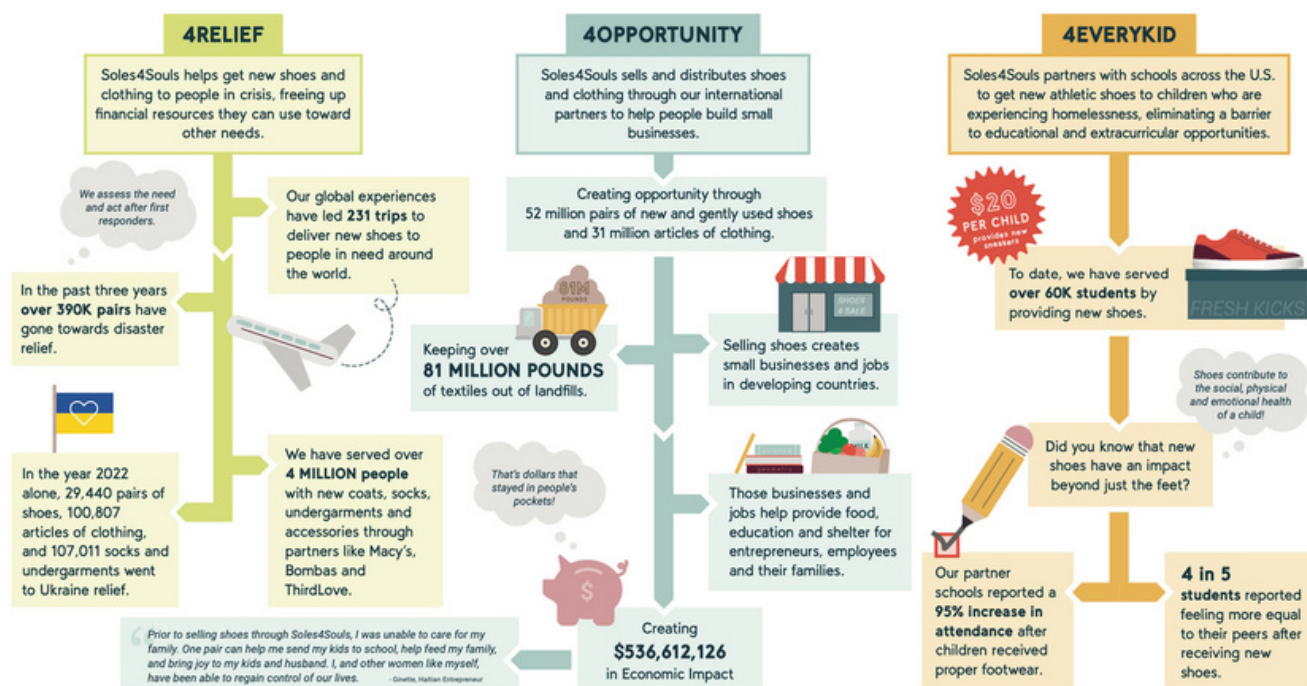 4RELIEF
Soles4Souls helps get new shoes and
clothing to people in crisis, freeing up
financial resources they can use toward
other needs.
We assess the need
and act after first
responders.
Our global experiences
have led 231 trips to
deliver new shoes to
people in need around
the world.
In the past three years
over 390K pairs have
gone towards disaster
relief.
In the year 2022
alone, 29,440 pairs of
shoes, 100,807
articles of clothing,
and 107,011 socks and
undergarments went
to Ukraine relief.
We have served over
4 MILLION people
with new coats, socks,
undergarments and
accessories through
partners like Macy's,
Bombas and
ThirdLove.
4OPPORTUNITY
Soles4Souls sells and distributes shoes
and clothing through our international
partners to help people build small
businesses.
Creating opportunity through
52 million pairs of new and gently used shoes
and 31 million articles of clothing.
81M
POUNDS
Keeping over
81 MILLION POUNDS
of textiles out of landfills.
SHOES
4 SALE
Selling shoes creates
small businesses and jobs
in developing countries.
That's dollars that
stayed in people's
pockets!
MILK
geometry
Those businesses and
jobs help provide food,
education and shelter for
entrepreneurs, employees
and their families.
$
Creating
$536,612,126
in Economic Impact
“Prior to selling shoes through Soles4Souls, I was unable to care for my
family. One pair can help me send my kids to school, help feed my family,
and bring joy to my kids and husband. I, and other women like myself,
have been able to regain control of our lives.
- Ginette, Haitian Entrepreneur
4EVERYKID
Soles4Souls partners with schools across the U.S.
to get new athletic shoes to children who are
experiencing homelessness, eliminating a barrier
to educational and extracurricular opportunities.
$20
PER CHILD
provides new
sneakers
To date, we have served
over 60K students by
providing new shoes.
FRESH KICKS
Shoes contribute to
the social, physical
and emotional health
of a child!
Did you know that new
shoes have an impact
beyond just the feet?
Our partner
schools reported a
95% increase in
attendance after
children received
proper footwear.
4 in 5
students reported
feeling more equal
to their peers after
receiving new
shoes.